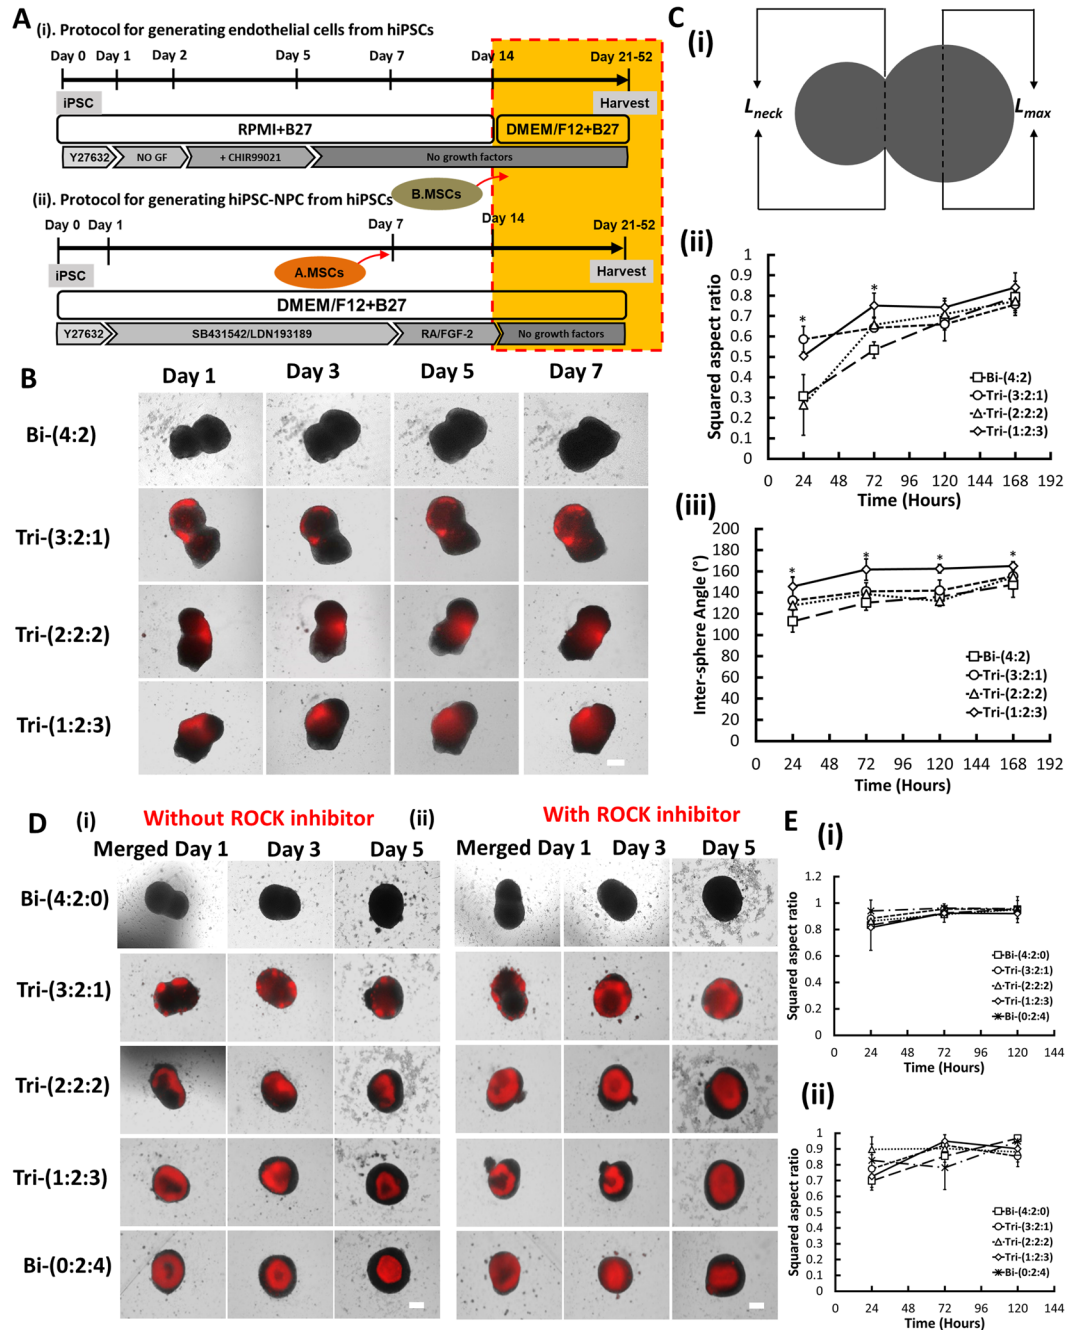 A
(i). Protocol for generating endothelial cells from hiPSCs
Day 0 Day 1 Day 2 Day 5 Day 7 Day 14 Day 21-52
iPSC Harvest
RPMI+B27 DMEM/F12+B27
Y27632 NO GF + CHIR99021 No growth factors
B.MSCs
(ii). Protocol for generating hiPSC-NPC from hiPSCs
Day 0 Day 1 Day 7 Day 14 Day 21-52
A.MSCs
iPSC Harvest
DMEM/F12+B27
Y27632 SB431542/LDN193189 RA/FGF-2 No growth factors
B
Day 1 Day 3 Day 5 Day 7
Bi-(4:2)
Tri-(3:2:1)
Tri-(2:2:2)
Tri-(1:2:3)
C
(i)
Lneck Lmax
(ii)
Squared aspect ratio
1
0.9
0.8
0.7
0.6
0.5
0.4
0.3
0.2
0.1
0
* *
Bi-(4:2)
Tri-(3:2:1)
Tri-(2:2:2)
Tri-(1:2:3)
0 24 48 72 96 120 144 168 192
Time (Hours)
(iii)
Inter-sphere Angle (°)
200
180
160
140
120
100
80
60
40
20
0
* * * *
Bi-(4:2)
Tri-(3:2:1)
Tri-(2:2:2)
Tri-(1:2:3)
0 24 48 72 96 120 144 168 192
Time (Hours)
D
(i) Without ROCK inhibitor
Merged Day 1 Day 3 Day 5
(ii) With ROCK inhibitor
Merged Day 1 Day 3 Day 5
Bi-(4:2:0)
Tri-(3:2:1)
Tri-(2:2:2)
Tri-(1:2:3)
Bi-(0:2:4)
E
(i)
Squared aspect ratio
1.2
1
0.8
0.6
0.4
0.2
0
Bi-(4:2:0)
Tri-(3:2:1)
Tri-(2:2:2)
Tri-(1:2:3)
Bi-(0:2:4)
0 24 48 72 96 120 144
Time (Hours)
(ii)
Squared aspect ratio
1
0.9
0.8
0.7
0.6
0.5
0.4
0.3
0.2
0.1
0
Bi-(4:2:0)
Tri-(3:2:1)
Tri-(2:2:2)
Tri-(1:2:3)
Bi-(0:2:4)
0 24 48 72 96 120 144
Time (Hours)